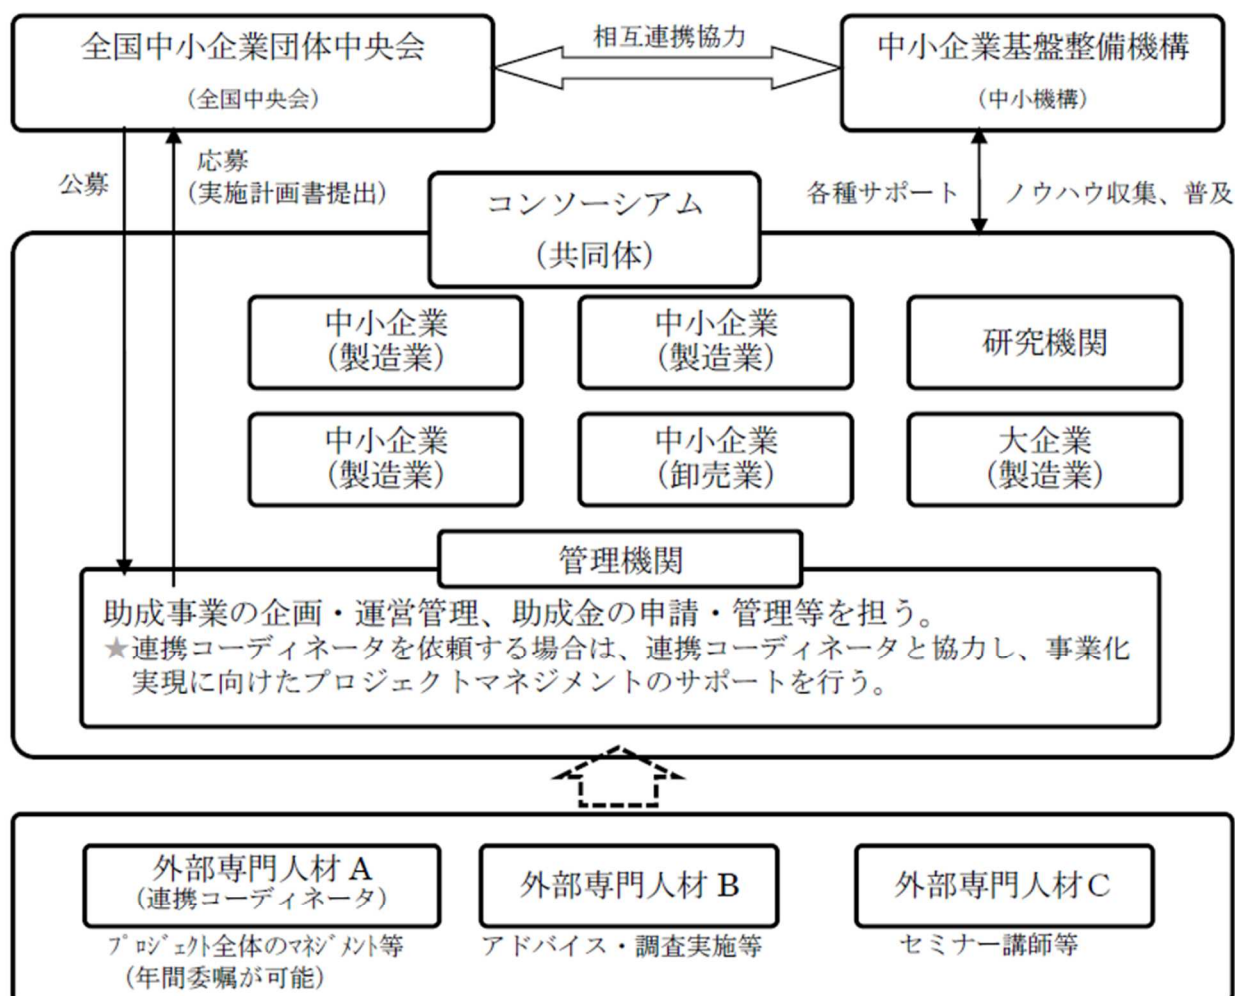 全国中小企業団体中央会
(全国中央会)
相互連携協力
中小企業基盤整備機構
(中小機構)
公募
応募
(実施計画書提出)
各種サポート
ノウハウ収集、普及
コンソーシアム
(共同体)
中小企業
(製造業)
中小企業
(製造業)
研究機関
中小企業
(製造業)
中小企業
(卸売業)
大企業
(製造業)
管理機関
助成事業の企画・運営管理、助成金の申請・管理等を担う。
★連携コーディネータを依頼する場合は、連携コーディネータと協力し、事業化
実現に向けたプロジェクトマネジメントのサポートを行う。
外部専門人材 A
(連携コーディネータ)
ﾌﾟﾛｼﾞｪｸﾄ全体のﾏﾈｼﾞﾒﾝﾄ等
(年間委嘱が可能)
外部専門人材 B
アドバイス・調査実施等
外部専門人材 C
セミナー講師等